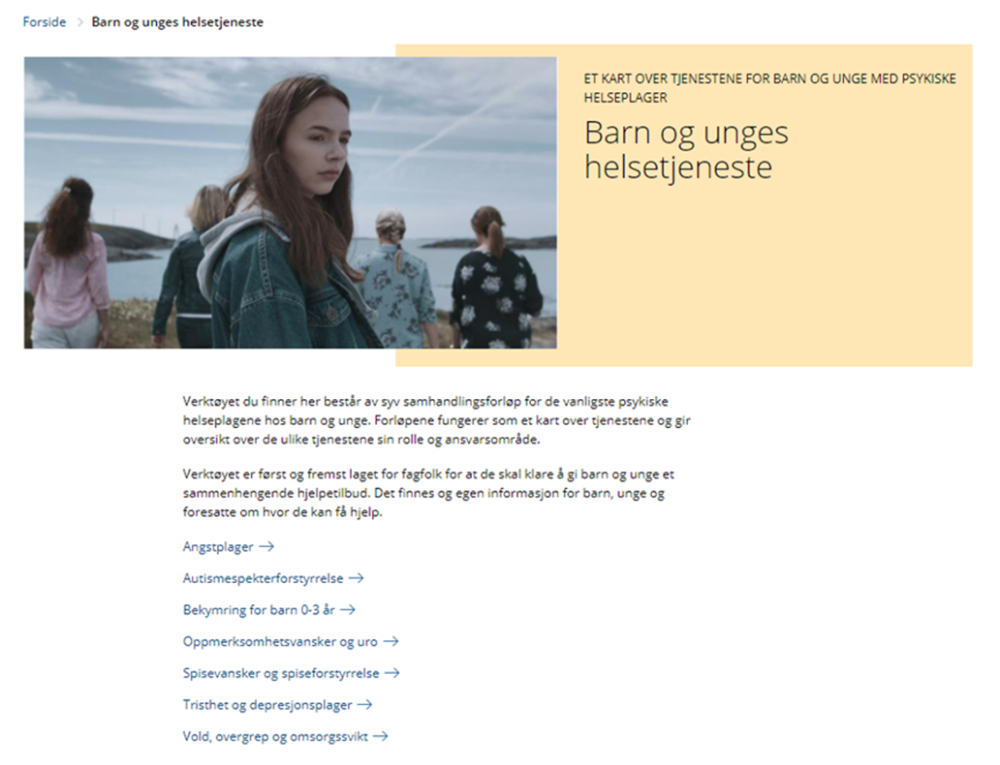 Forside > Barn og unges helsetjeneste
ET KART OVER TJENESTENE FOR BARN OG UNGE MED PSYKISKE
HELSEPLAGER
Barn og unges
helsetjeneste
Verktøyet du finner her består av syv samhandlingsforløp for de vanligste psykiske
helseplagene hos barn og unge. Forløpene fungerer som et kart over tjenestene og gir
oversikt over de ulike tjenestene sin rolle og ansvarsområde.
Verktøyet er først og fremst laget for fagfolk for at de skal klare å gi barn og unge et
sammenhengende hjelpetilbud. Det finnes og egen informasjon for barn, unge og
foresatte om hvor de kan få hjelp.
Angstplager →
Autismespekterforstyrrelse →
Bekymring for barn 0-3 år →
Oppmerksomhetsvansker og uro →
Spisevansker og spiseforstyrrelse →
Tristhet og depresjonsplager →
Vold, overgrep og omsorgssvikt →